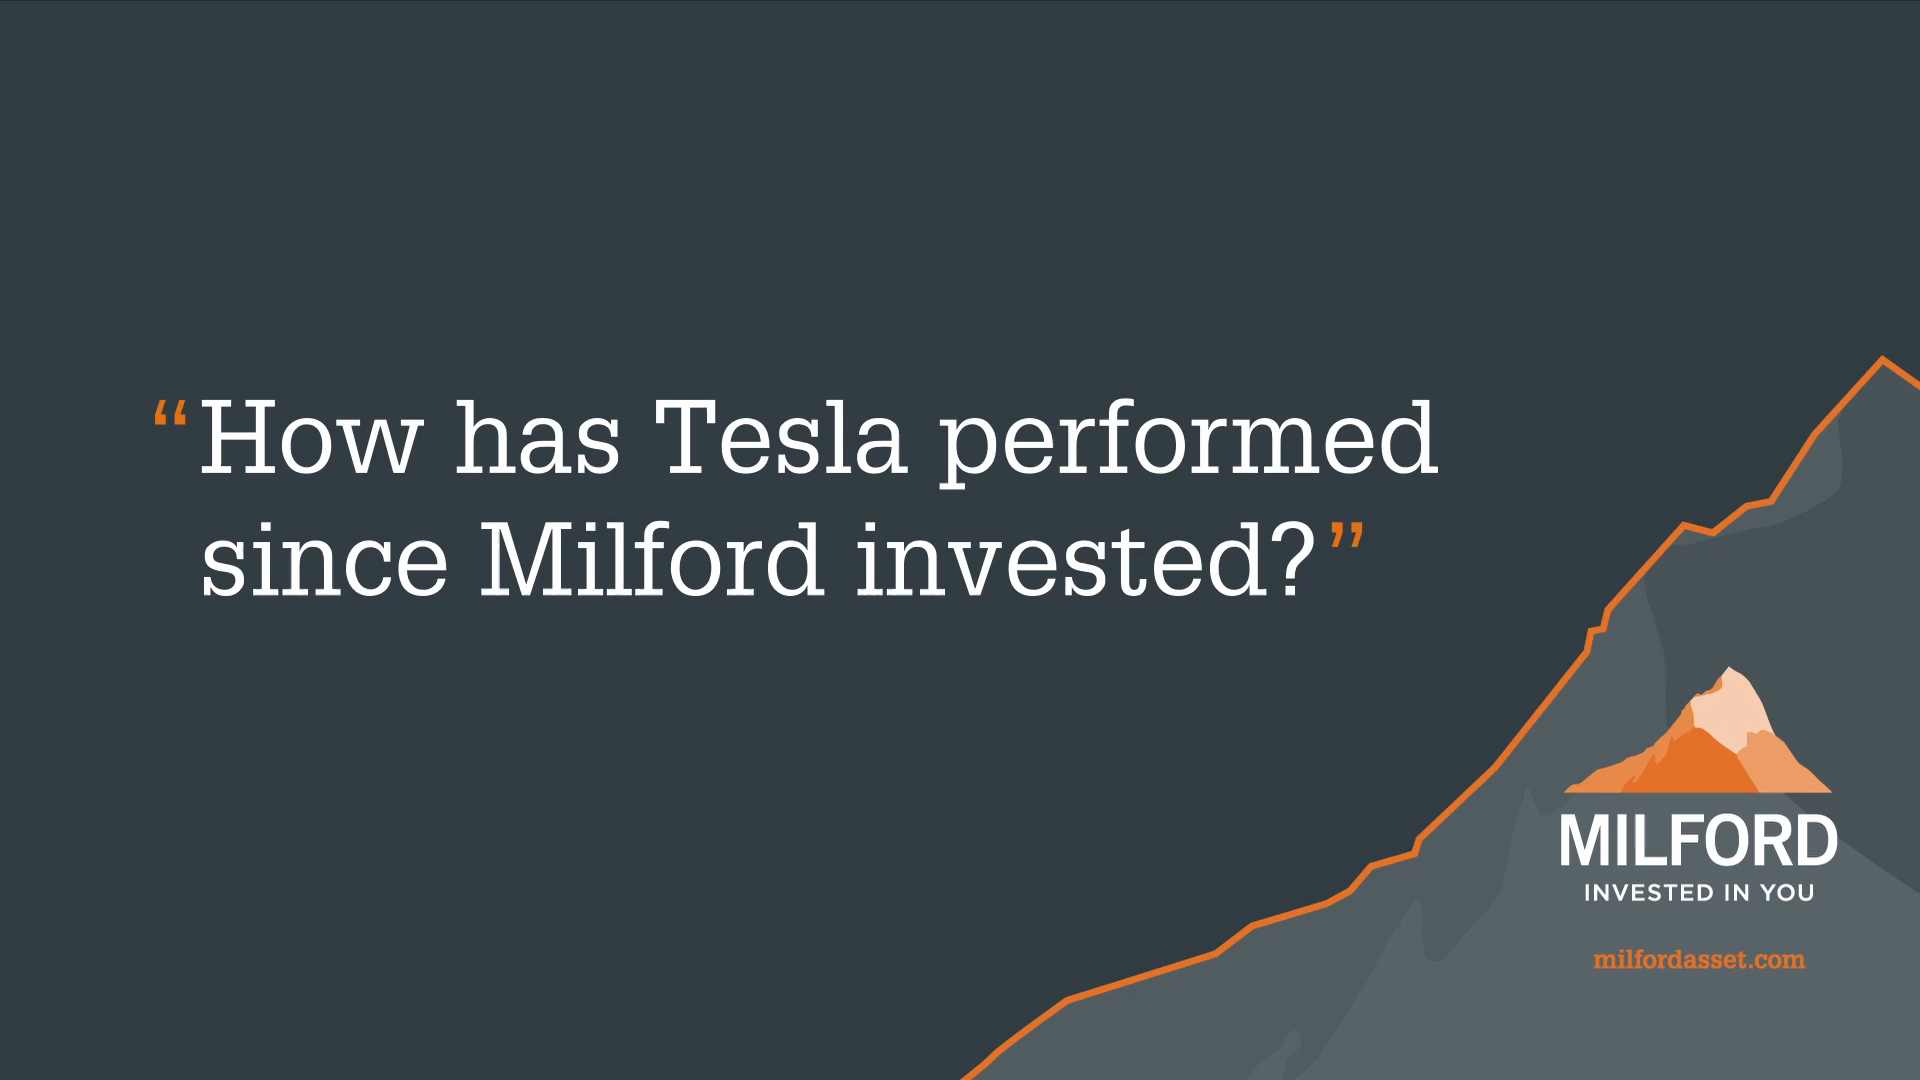 “How has Tesla performed
since Milford invested?”
MILFORD
INVESTED IN YOU
milfordasset.com